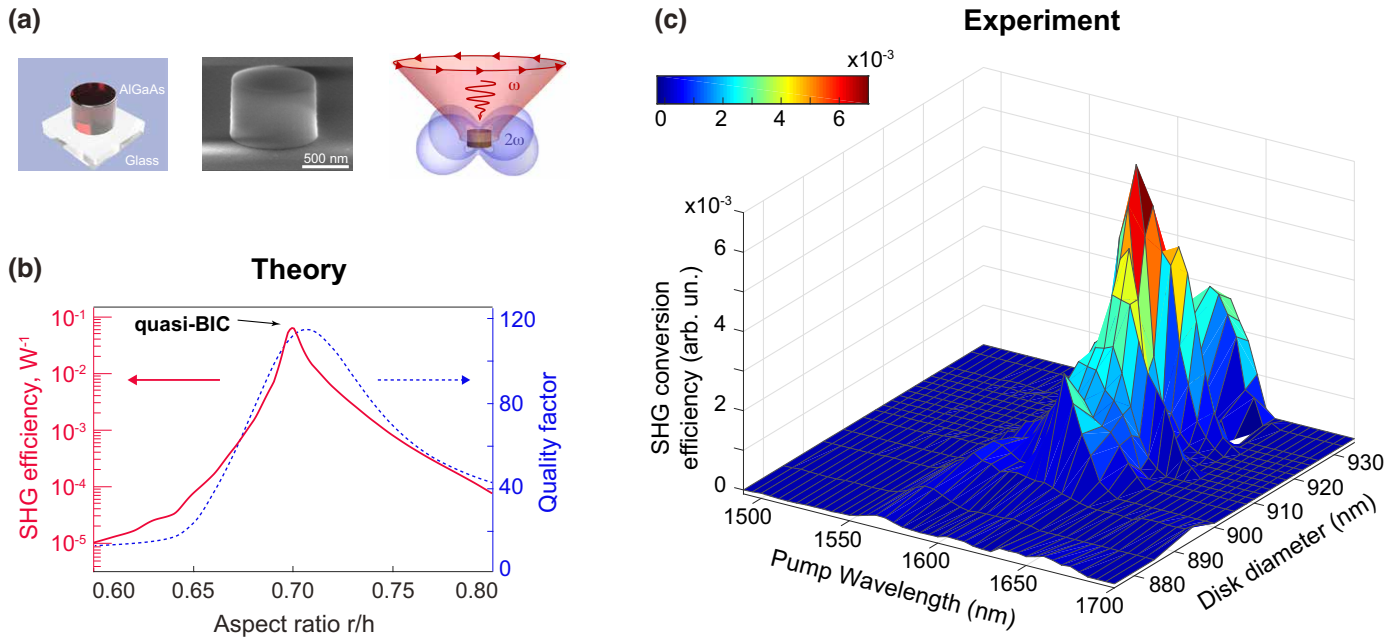 (a)
AlGaAs
Glass
500 nm
ω
2ω
(b)
Theory
quasi-BIC
SHG efficiency, W⁻¹
10⁻¹
10⁻²
10⁻³
10⁻⁴
10⁻⁵
Quality factor
120
80
40
0
0.60 0.65 0.70 0.75 0.80
Aspect ratio r/h
(c)
Experiment
x10⁻³
0 2 4 6
x10⁻³
6
4
2
0
SHG conversion
efficiency (arb. un.)
1500 1550 1600 1650 1700
Pump Wavelength (nm)
880 890 900 910 920 930
Disk diameter (nm)